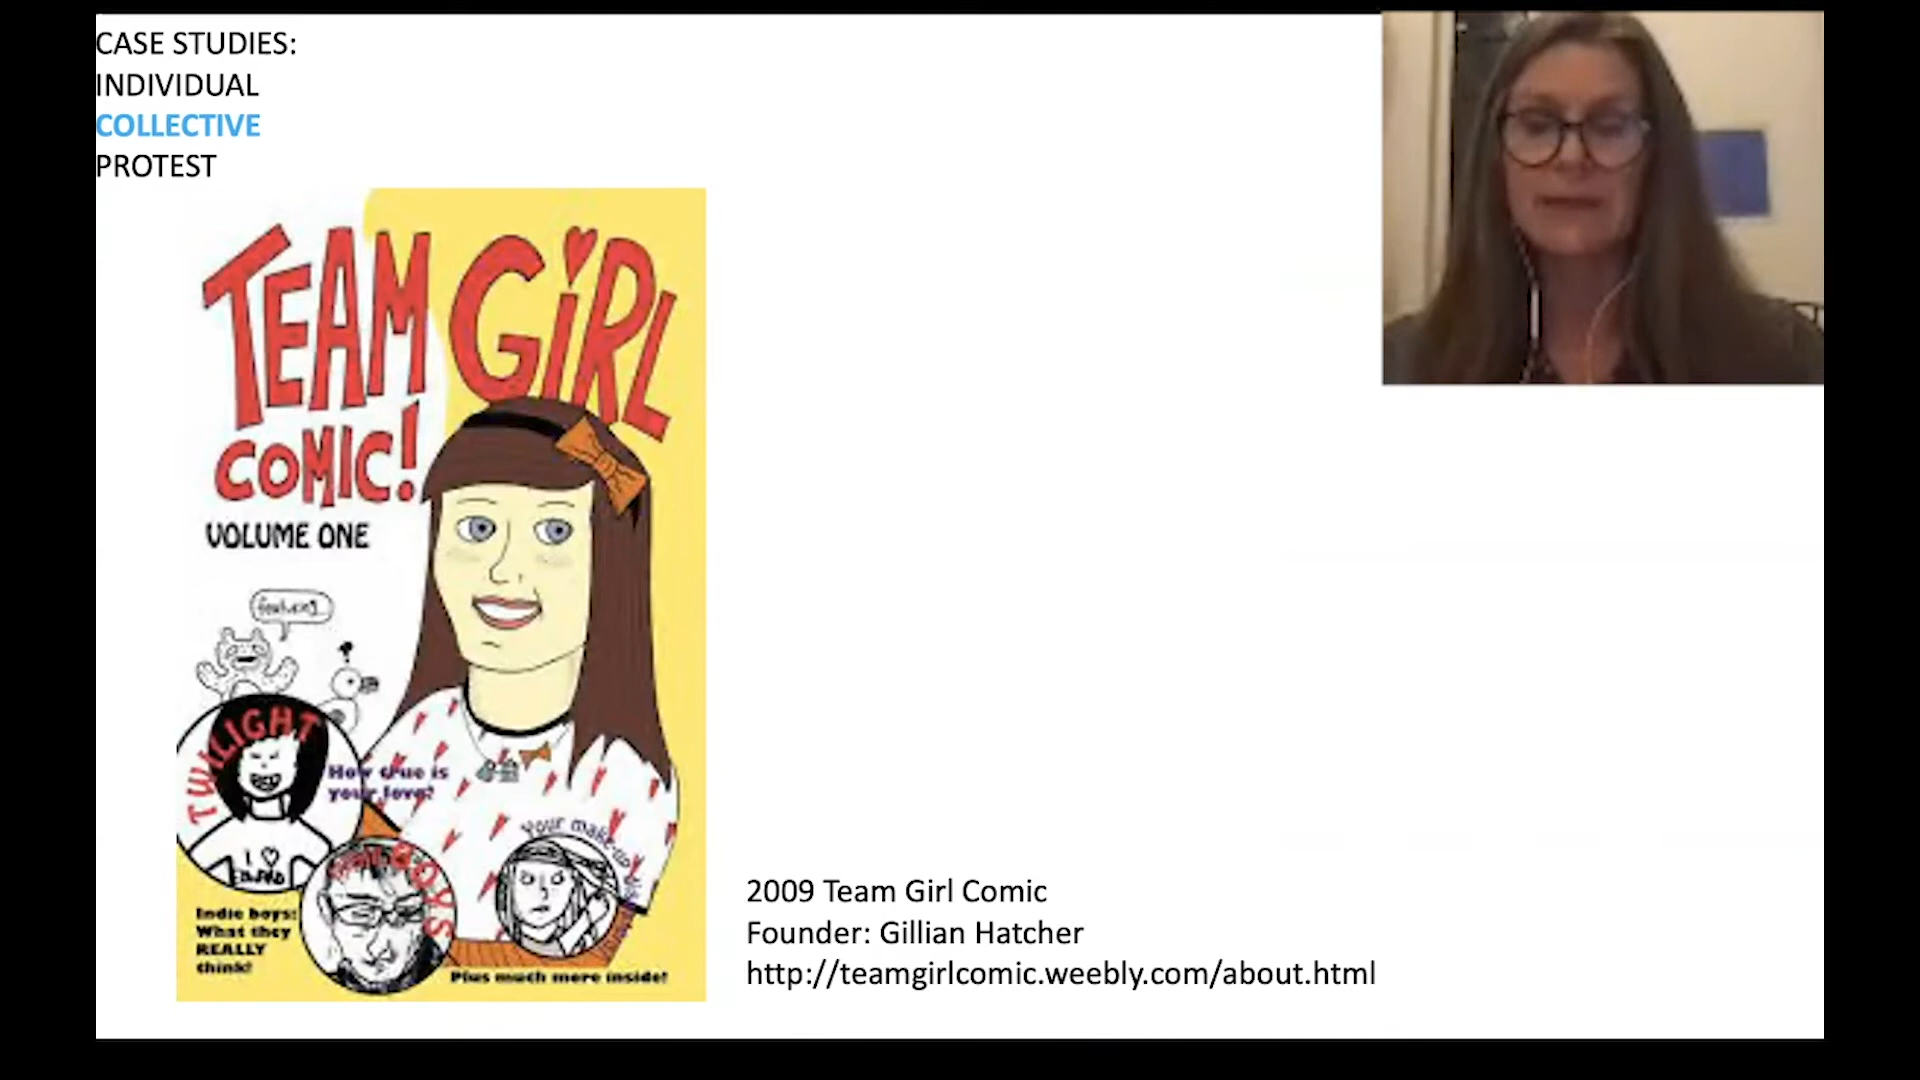 CASE STUDIES:
INDIVIDUAL
COLLECTIVE
PROTEST
TEAM GiRL
COMIC!
VOLUME ONE
featuring
TWILIGHT
How true is
your love?
I ♡
Your make-up
BOYS
Indie boys:
What they
REALLY
think!
Plus much more inside!
2009 Team Girl Comic
Founder: Gillian Hatcher
http://teamgirlcomic.weebly.com/about.html